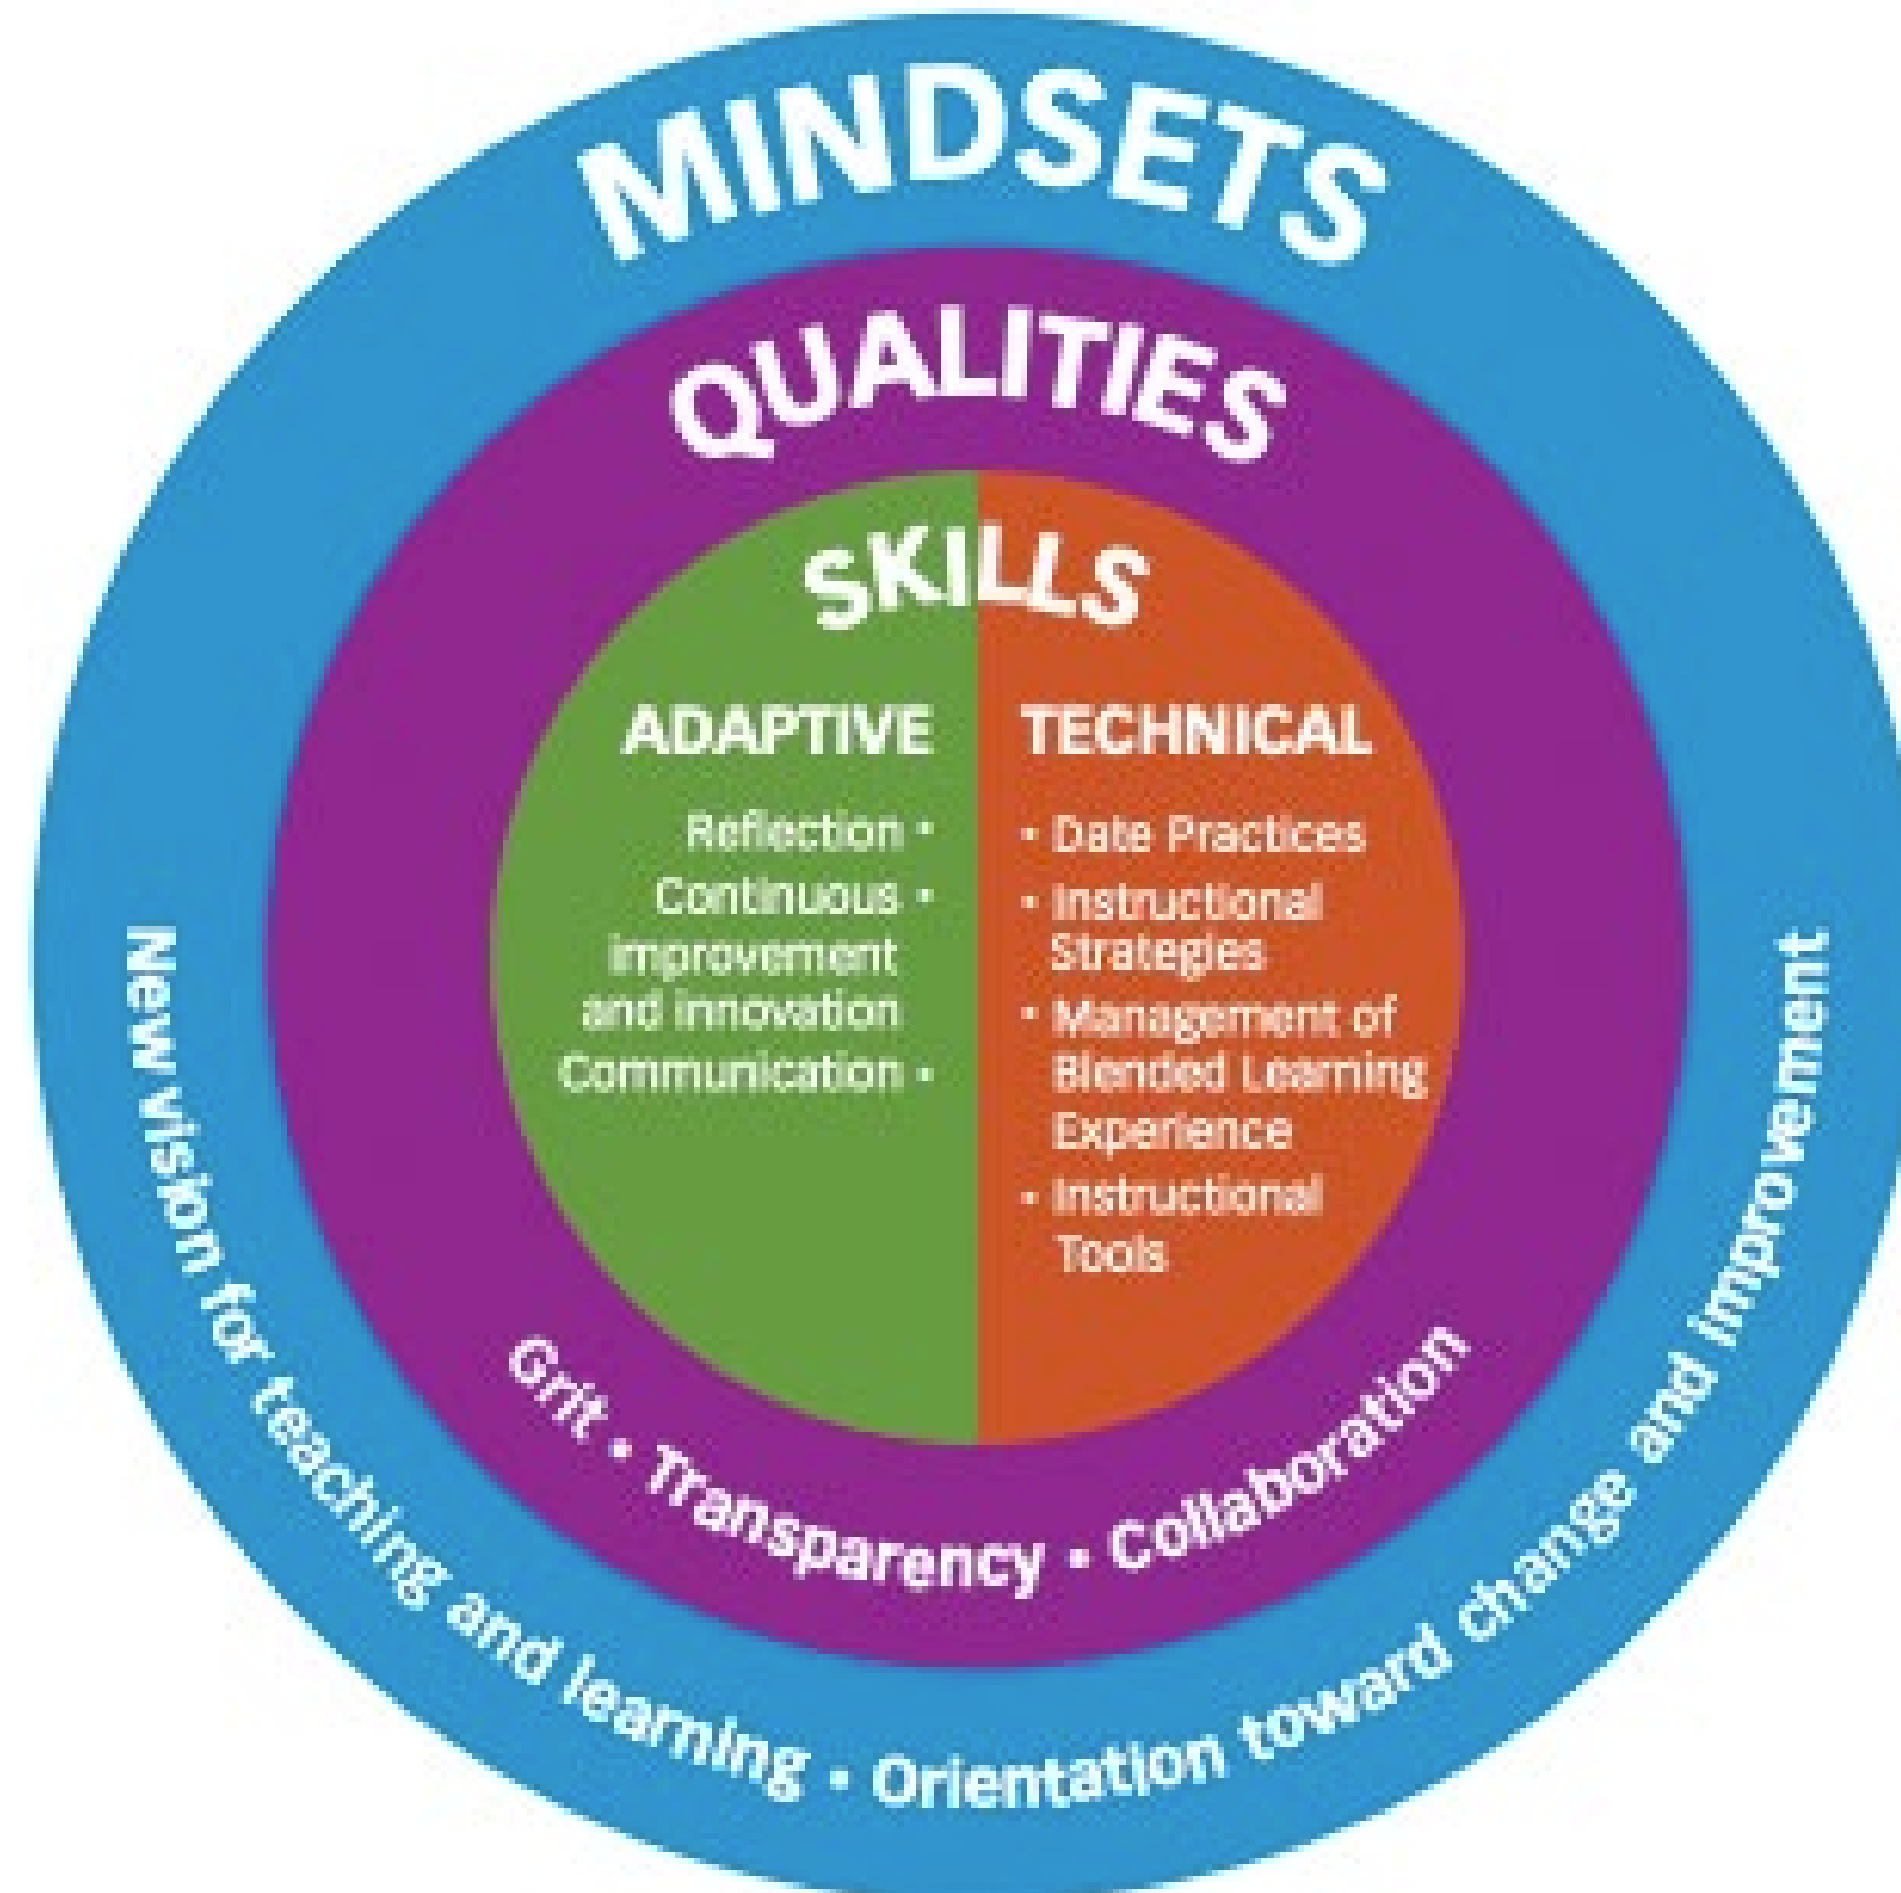 MINDSETS
QUALITIES
SKILLS
ADAPTIVE
Reflection •
Continuous •
improvement
and innovation
Communication •
TECHNICAL
• Date Practices
• Instructional
Strategies
• Management of
Blended Learning
Experience
• Instructional
Tools
Grit • Transparency • Collaboration
New vision for teaching and learning • Orientation toward change and improvement